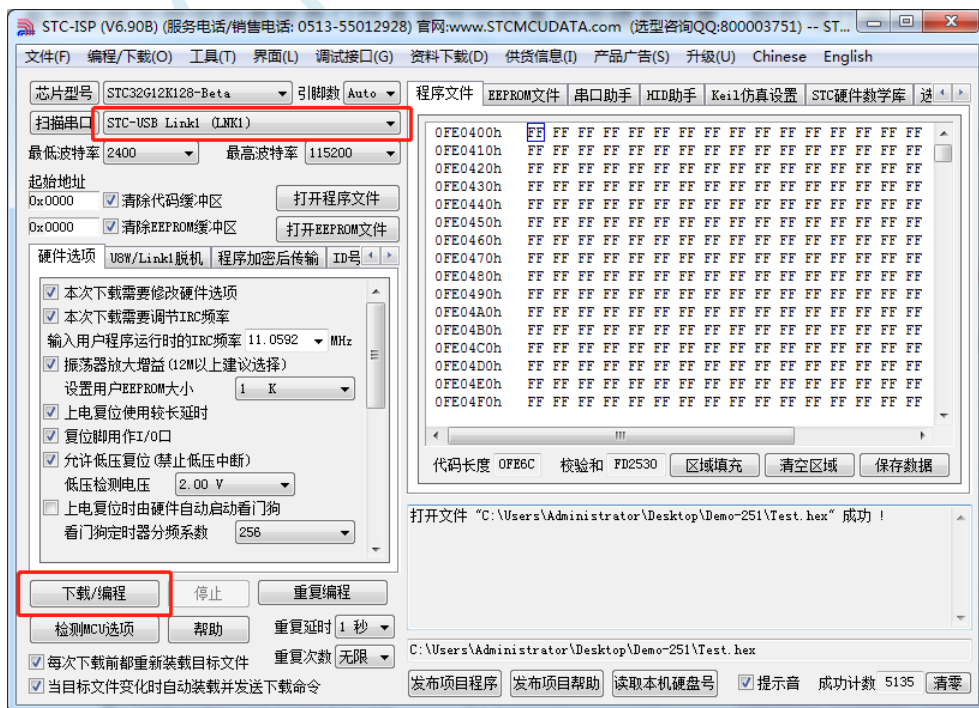 STC-ISP (V6.90B) (服务电话/销售电话: 0513-55012928) 官网:www.STCMCUDATA.com (选型咨询QQ:800003751) -- ST...
文件(F) 编程/下载(O) 工具(T) 界面(L) 调试接口(G) 资料下载(D) 供货信息(I) 产品广告(S) 升级(U) Chinese English
芯片型号 STC32G12K128-Beta 引脚数 Auto
扫描串口 STC-USB Link1 (LNK1)
最低波特率 2400 最高波特率 115200
起始地址
0x0000 清除代码缓冲区 打开程序文件
0x0000 清除EEPROM缓冲区 打开EEPROM文件
硬件选项 U8W/Link1脱机 程序加密后传输 ID号
本次下载需要修改硬件选项
本次下载需要调节IRC频率
输入用户程序运行时的IRC频率 11.0592 MHz
振荡器放大增益(12M以上建议选择)
设置用户EEPROM大小 1 K
上电复位使用较长延时
复位脚用作I/O口
允许低压复位(禁止低压中断)
低压检测电压 2.00 V
上电复位时由硬件自动启动看门狗
看门狗定时器分频系数 256
下载/编程 停止 重复编程
检测MCU选项 帮助 重复延时 1 秒
每次下载前都重新装载目标文件 重复次数 无限
当目标文件变化时自动装载并发送下载命令
程序文件 EEPROM文件 串口助手 HID助手 Keil仿真设置 STC硬件数学库 选
0FE0400h FF FF FF FF FF FF FF FF FF FF FF FF FF FF FF FF
0FE0410h FF FF FF FF FF FF FF FF FF FF FF FF FF FF FF FF
0FE0420h FF FF FF FF FF FF FF FF FF FF FF FF FF FF FF FF
0FE0430h FF FF FF FF FF FF FF FF FF FF FF FF FF FF FF FF
0FE0440h FF FF FF FF FF FF FF FF FF FF FF FF FF FF FF FF
0FE0450h FF FF FF FF FF FF FF FF FF FF FF FF FF FF FF FF
0FE0460h FF FF FF FF FF FF FF FF FF FF FF FF FF FF FF FF
0FE0470h FF FF FF FF FF FF FF FF FF FF FF FF FF FF FF FF
0FE0480h FF FF FF FF FF FF FF FF FF FF FF FF FF FF FF FF
0FE0490h FF FF FF FF FF FF FF FF FF FF FF FF FF FF FF FF
0FE04A0h FF FF FF FF FF FF FF FF FF FF FF FF FF FF FF FF
0FE04B0h FF FF FF FF FF FF FF FF FF FF FF FF FF FF FF FF
0FE04C0h FF FF FF FF FF FF FF FF FF FF FF FF FF FF FF FF
0FE04D0h FF FF FF FF FF FF FF FF FF FF FF FF FF FF FF FF
0FE04E0h FF FF FF FF FF FF FF FF FF FF FF FF FF FF FF FF
0FE04F0h FF FF FF FF FF FF FF FF FF FF FF FF FF FF FF FF
代码长度 0FE6C 校验和 FD2530 区域填充 清空区域 保存数据
打开文件 "C:\Users\Administrator\Desktop\Demo-251\Test.hex" 成功 !
C:\Users\Administrator\Desktop\Demo-251\Test.hex
发布项目程序 发布项目帮助 读取本机硬盘号 提示音 成功计数 5135 清零